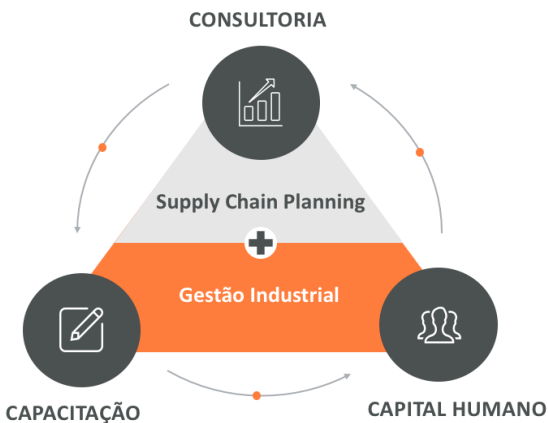 CONSULTORIA
Supply Chain Planning
Gestão Industrial
CAPACITAÇÃO
CAPITAL HUMANO